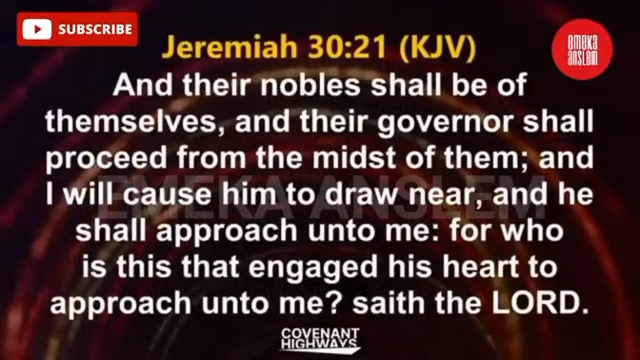 SUBSCRIBE
emeka
anslem
Jeremiah 30:21 (KJV)
And their nobles shall be of
themselves, and their governor shall
proceed from the midst of them; and
I will cause him to draw near, and he
shall approach unto me: for who
is this that engaged his heart to
approach unto me? saith the LORD.
EMEKA ANSLEM
COVENANT
HIGHWAYS